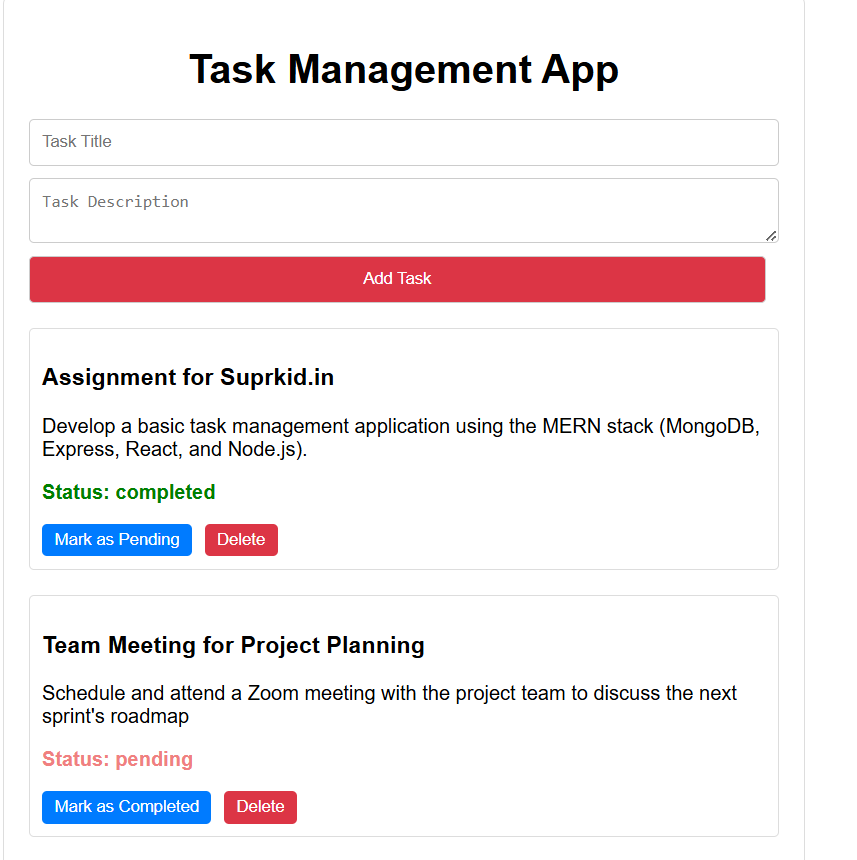 Task Management App
Task Title
Task Description
Add Task
Assignment for Suprkid.in
Develop a basic task management application using the MERN stack (MongoDB,
Express, React, and Node.js).
Status: completed
Mark as Pending Delete
Team Meeting for Project Planning
Schedule and attend a Zoom meeting with the project team to discuss the next
sprint's roadmap
Status: pending
Mark as Completed Delete